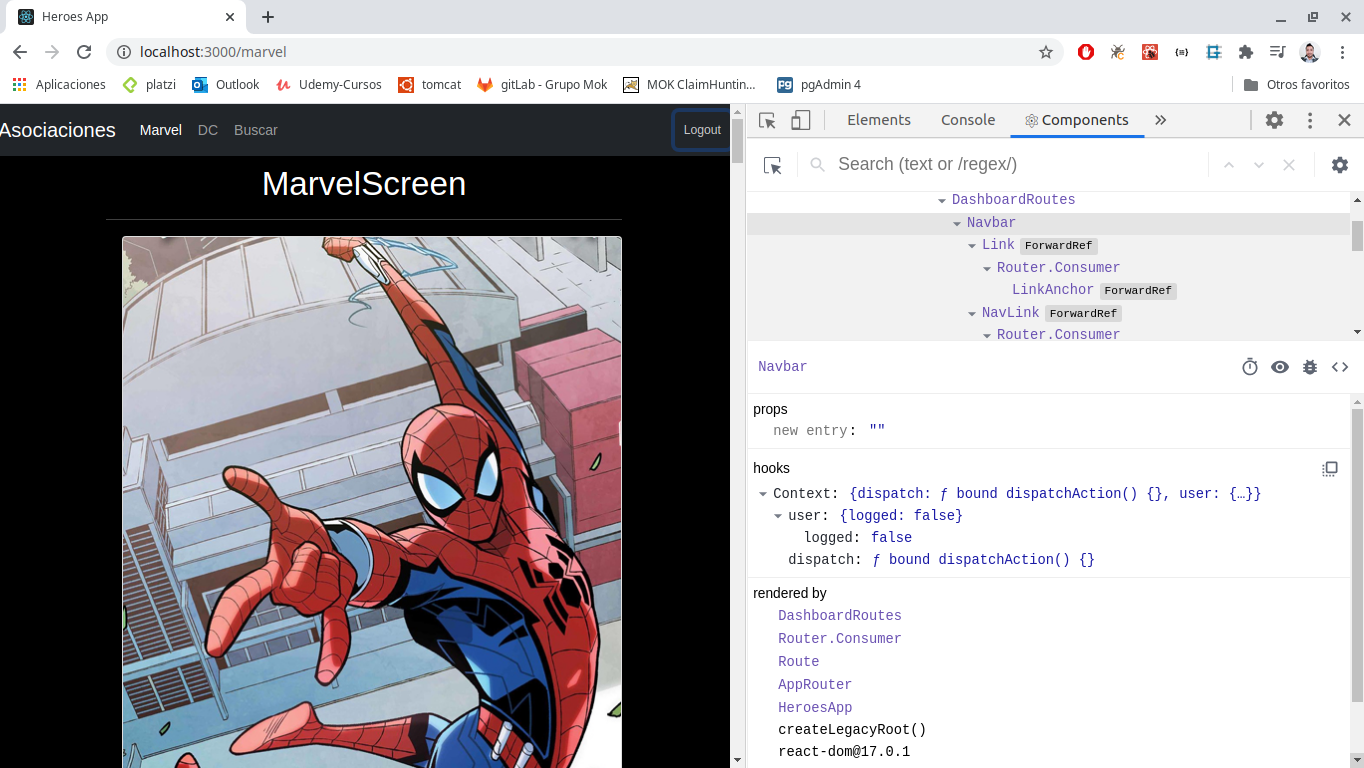 Heroes App
localhost:3000/marvel
Aplicaciones platzi Outlook Udemy-Cursos tomcat gitLab - Grupo Mok MOK ClaimHuntin... pgAdmin 4 Otros favoritos
Asociaciones Marvel DC Buscar Logout
MarvelScreen
Elements Console Components
Search (text or /regex/)
DashboardRoutes
Navbar
Link ForwardRef
Router.Consumer
LinkAnchor ForwardRef
NavLink ForwardRef
Router.Consumer
Navbar
props
new entry: ""
hooks
Context: {dispatch: ƒ bound dispatchAction() {}, user: {…}}
user: {logged: false}
logged: false
dispatch: ƒ bound dispatchAction() {}
rendered by
DashboardRoutes
Router.Consumer
Route
AppRouter
HeroesApp
createLegacyRoot()
react-dom@17.0.1